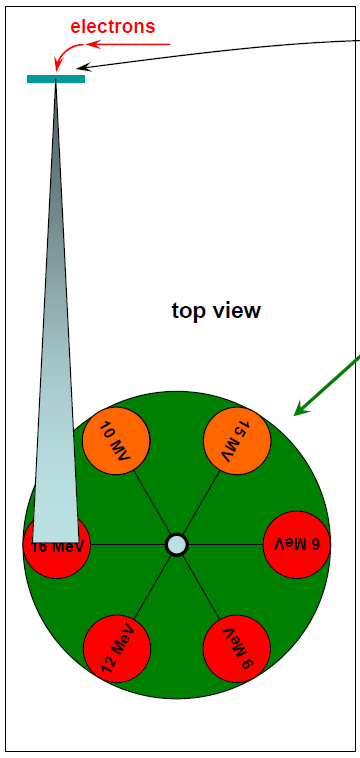 electrons
top view
10 MV
15 MV
16 MeV
6 MeV
12 MeV
9 MeV